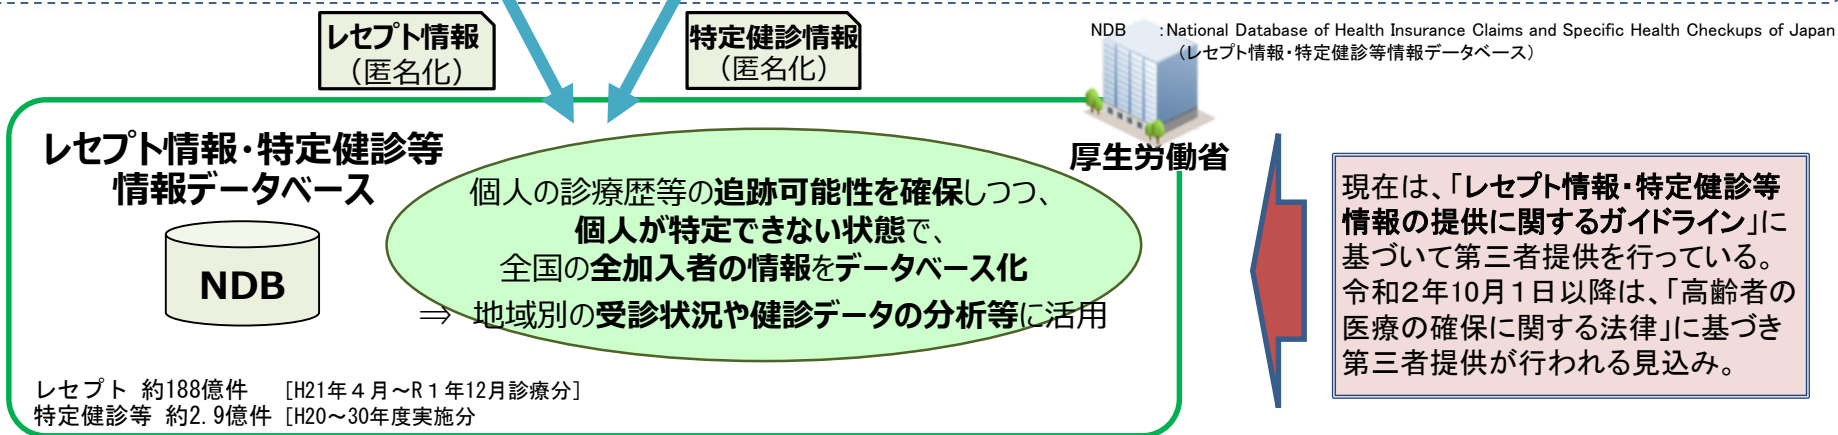 レセプト情報
（匿名化）
特定健診情報
（匿名化）
NDB　：National Database of Health Insurance Claims and Specific Health Checkups of Japan
（レセプト情報・特定健診等情報データベース）
厚生労働省
レセプト情報・特定健診等
情報データベース
NDB
個人の診療歴等の追跡可能性を確保しつつ、
個人が特定できない状態で、
全国の全加入者の情報をデータベース化
⇒ 地域別の受診状況や健診データの分析等に活用
レセプト 約188億件　[H21年４月～R１年12月診療分]
特定健診等 約2.9億件 [H20～30年度実施分
現在は、「レセプト情報・特定健診等
情報の提供に関するガイドライン」に
基づいて第三者提供を行っている。
令和２年10月１日以降は、「高齢者の
医療の確保に関する法律」に基づき
第三者提供が行われる見込み。